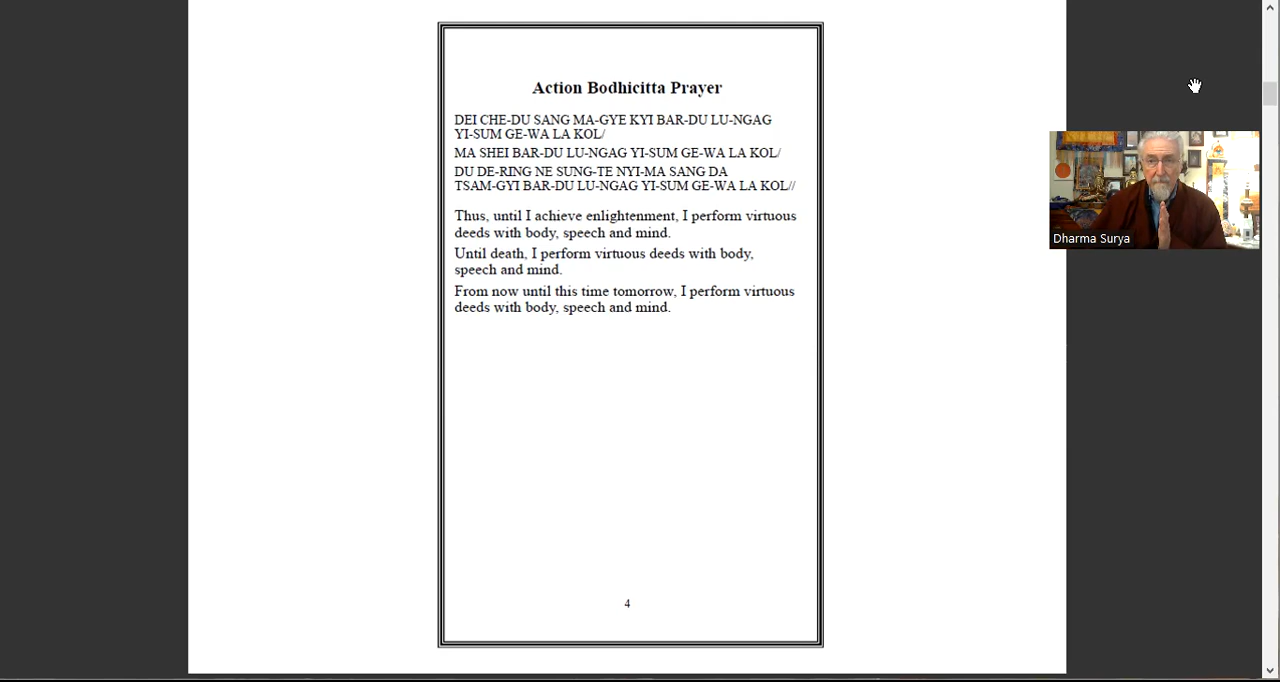 Action Bodhicitta Prayer
DEI CHE-DU SANG MA-GYE KYI BAR-DU LU-NGAG
YI-SUM GE-WA LA KOL/
MA SHEI BAR-DU LU-NGAG YI-SUM GE-WA LA KOL/
DU DE-RING NE SUNG-TE NYI-MA SANG DA
TSAM-GYI BAR-DU LU-NGAG YI-SUM GE-WA LA KOL//
Thus, until I achieve enlightenment, I perform virtuous
deeds with body, speech and mind.
Until death, I perform virtuous deeds with body,
speech and mind.
From now until this time tomorrow, I perform virtuous
deeds with body, speech and mind.
4
Dharma Surya